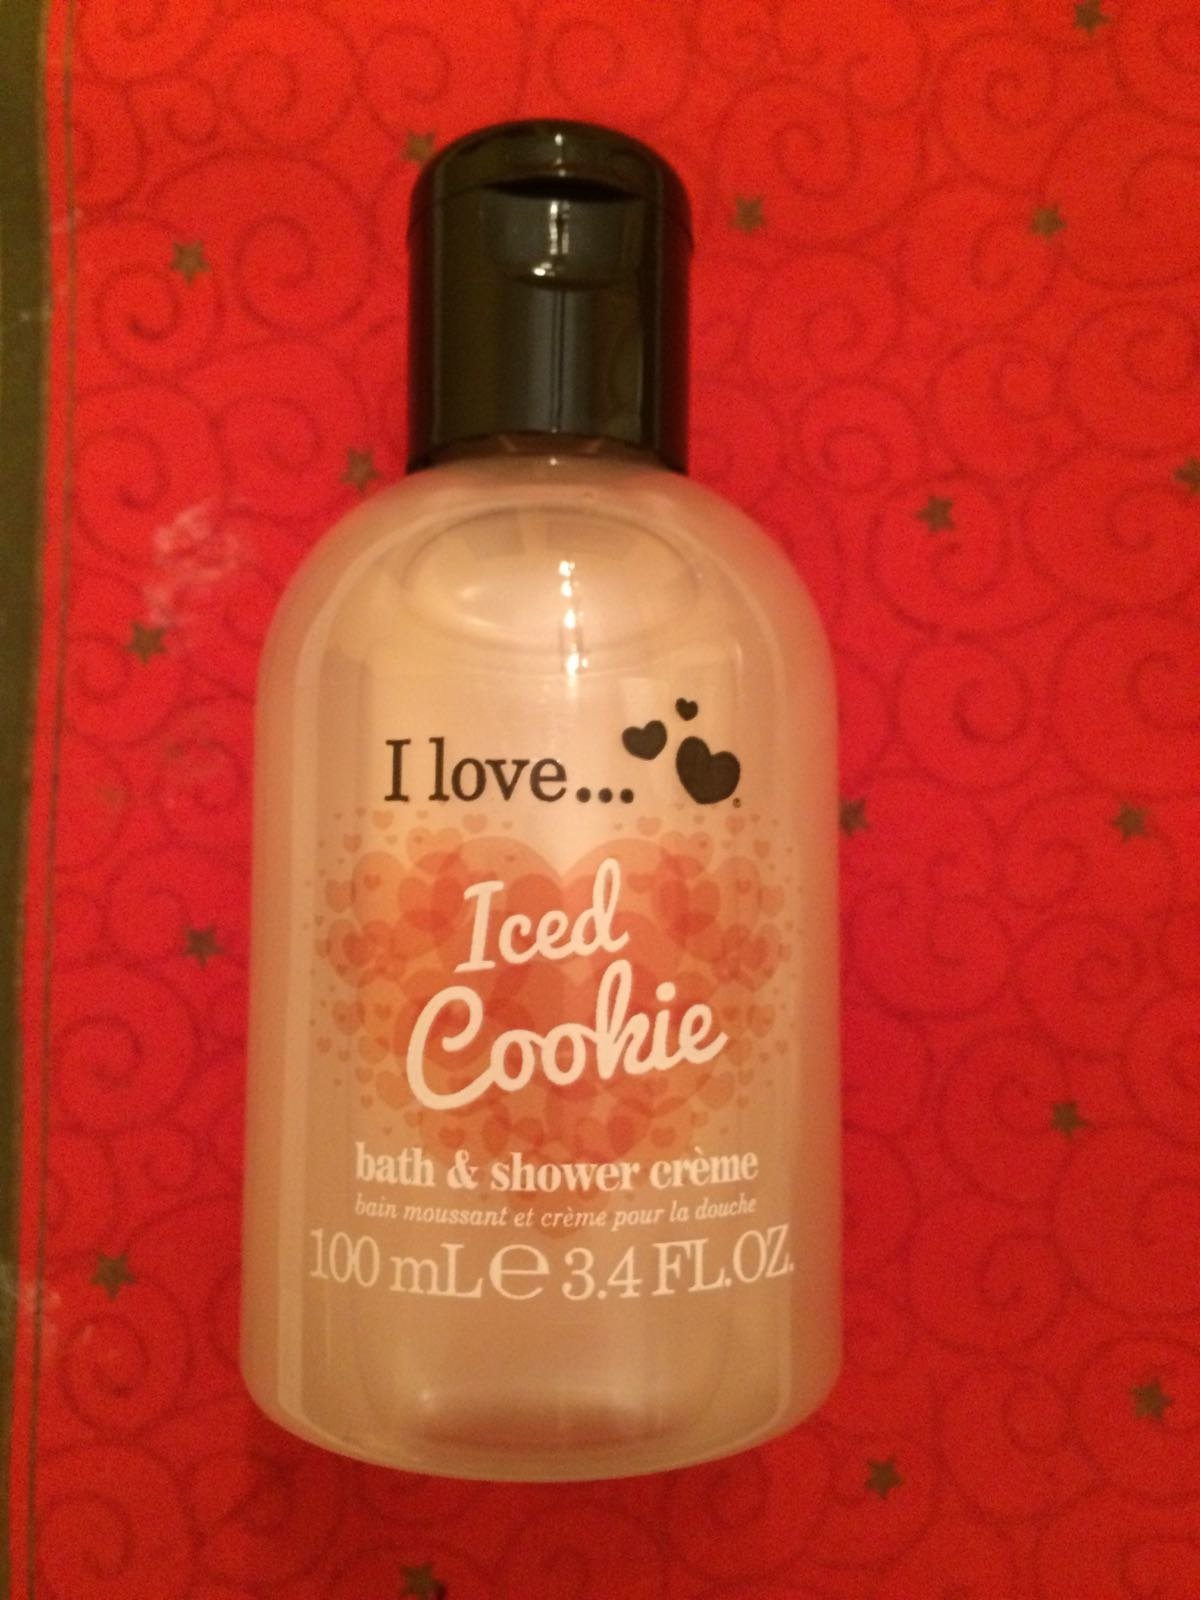 I love...
Iced
Cookie
bath & shower crème
bain moussant et crème pour la douche
100 mL ℮ 3.4 FL.OZ.